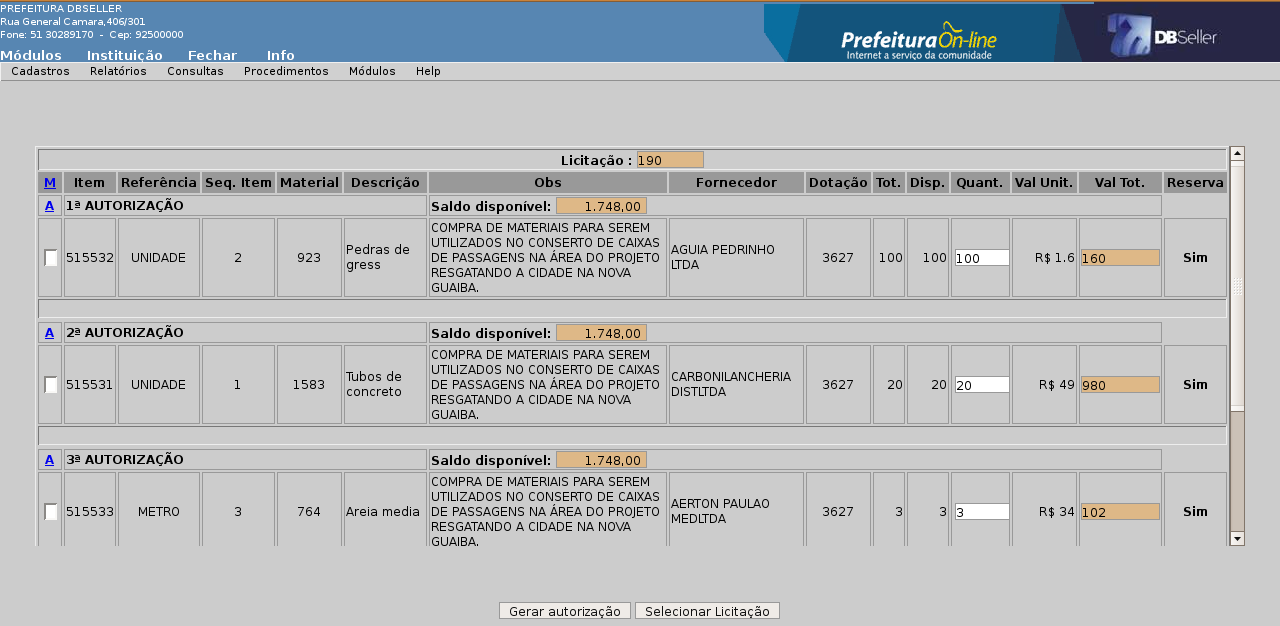 PREFEITURA DBSELLER
Rua General Camara,406/301
Fone: 51 30289170 - Cep: 92500000
Módulos Instituição Fechar Info
Prefeitura On-line
Internet a serviço da comunidade
DBSeller
Cadastros Relatórios Consultas Procedimentos Módulos Help
Licitação : 190
M Item Referência Seq. Item Material Descrição Obs Fornecedor Dotação Tot. Disp. Quant. Val Unit. Val Tot. Reserva
A 1ª AUTORIZAÇÃO Saldo disponível: 1.748,00
515532 UNIDADE 2 923
Pedras de
gress
COMPRA DE MATERIAIS PARA SEREM
UTILIZADOS NO CONSERTO DE CAIXAS
DE PASSAGENS NA ÁREA DO PROJETO
RESGATANDO A CIDADE NA NOVA
GUAIBA.
AGUIA PEDRINHO
LTDA
3627 100 100 100 R$ 1.6 160 Sim
A 2ª AUTORIZAÇÃO Saldo disponível: 1.748,00
515531 UNIDADE 1 1583
Tubos de
concreto
COMPRA DE MATERIAIS PARA SEREM
UTILIZADOS NO CONSERTO DE CAIXAS
DE PASSAGENS NA ÁREA DO PROJETO
RESGATANDO A CIDADE NA NOVA
GUAIBA.
CARBONILANCHERIA
DISTLTDA
3627 20 20 20 R$ 49 980 Sim
A 3ª AUTORIZAÇÃO Saldo disponível: 1.748,00
515533 METRO 3 764 Areia media
COMPRA DE MATERIAIS PARA SEREM
UTILIZADOS NO CONSERTO DE CAIXAS
DE PASSAGENS NA ÁREA DO PROJETO
RESGATANDO A CIDADE NA NOVA
GUAIBA.
AERTON PAULAO
MEDLTDA
3627 3 3 3 R$ 34 102 Sim
Gerar autorização Selecionar Licitação